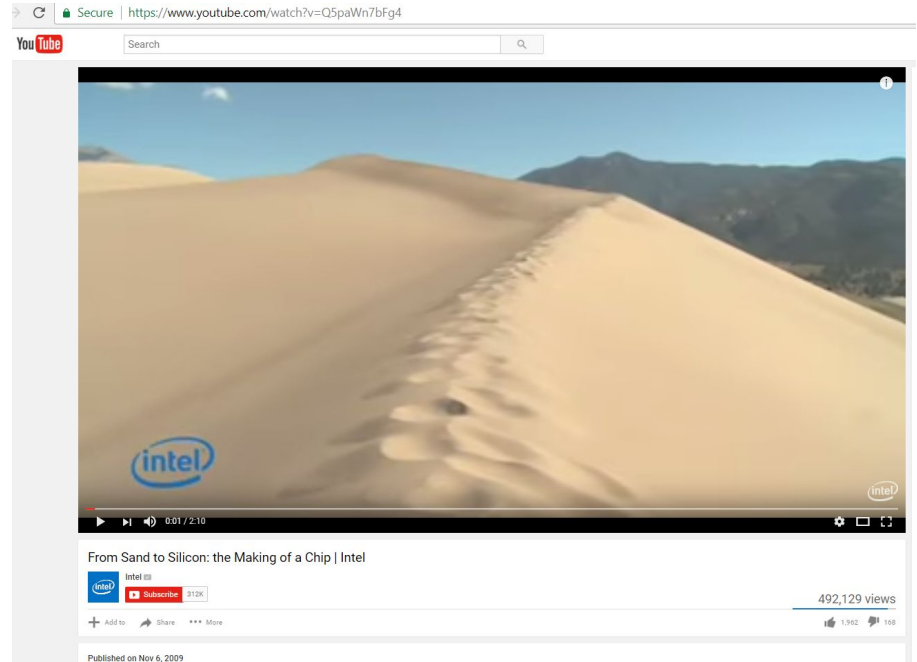 Secure | https://www.youtube.com/watch?v=Q5paWn7bFg4
YouTube
Search
i
intel
intel
0:01 / 2:10
From Sand to Silicon: the Making of a Chip | Intel
intel
Intel
Subscribe 312K
492,129 views
Add to Share More
1,962 168
Published on Nov 6, 2009